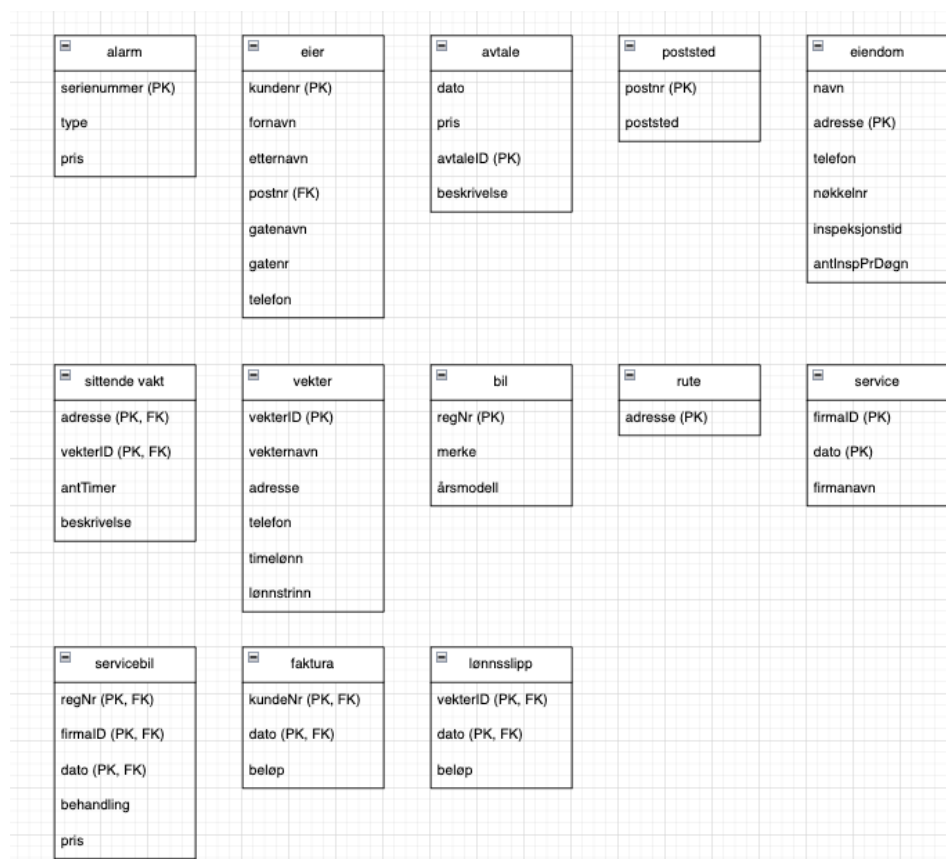 alarm
serienummer (PK)
type
pris
eier
kundenr (PK)
fornavn
etternavn
postnr (FK)
gatenavn
gatenr
telefon
avtale
dato
pris
avtaleID (PK)
beskrivelse
poststed
postnr (PK)
poststed
eiendom
navn
adresse (PK)
telefon
nøkkelnr
inspeksjonstid
antInspPrDøgn
sittende vakt
adresse (PK, FK)
vekterID (PK, FK)
antTimer
beskrivelse
vekter
vekterID (PK)
vekternavn
adresse
telefon
timelønn
lønnstrinn
bil
regNr (PK)
merke
årsmodell
rute
adresse (PK)
service
firmaID (PK)
dato (PK)
firmanavn
servicebil
regNr (PK, FK)
firmaID (PK, FK)
dato (PK, FK)
behandling
pris
faktura
kundeNr (PK, FK)
dato (PK, FK)
beløp
lønnsslipp
vekterID (PK, FK)
dato (PK, FK)
beløp